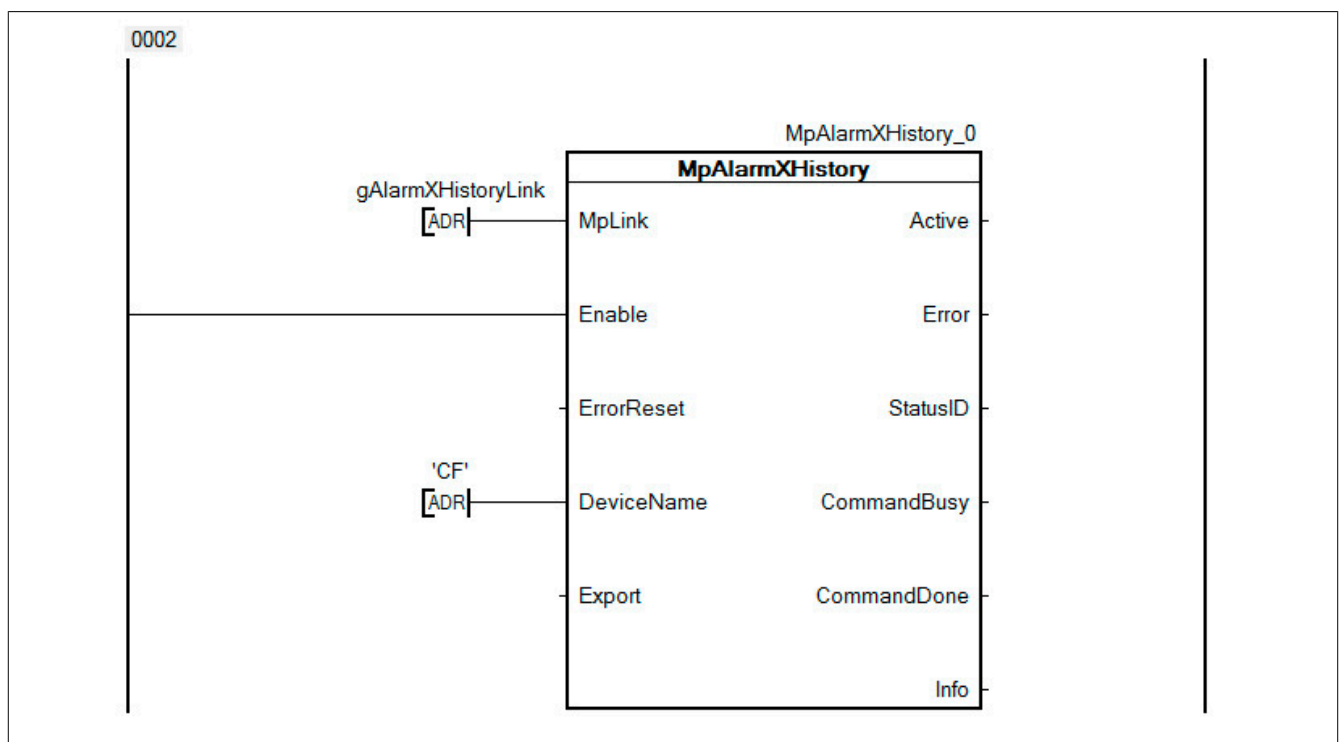 0002
MpAlarmXHistory_0
MpAlarmXHistory
gAlarmXHistoryLink
ADR MpLink Active
Enable Error
ErrorReset StatusID
'CF'
ADR DeviceName CommandBusy
Export CommandDone
Info